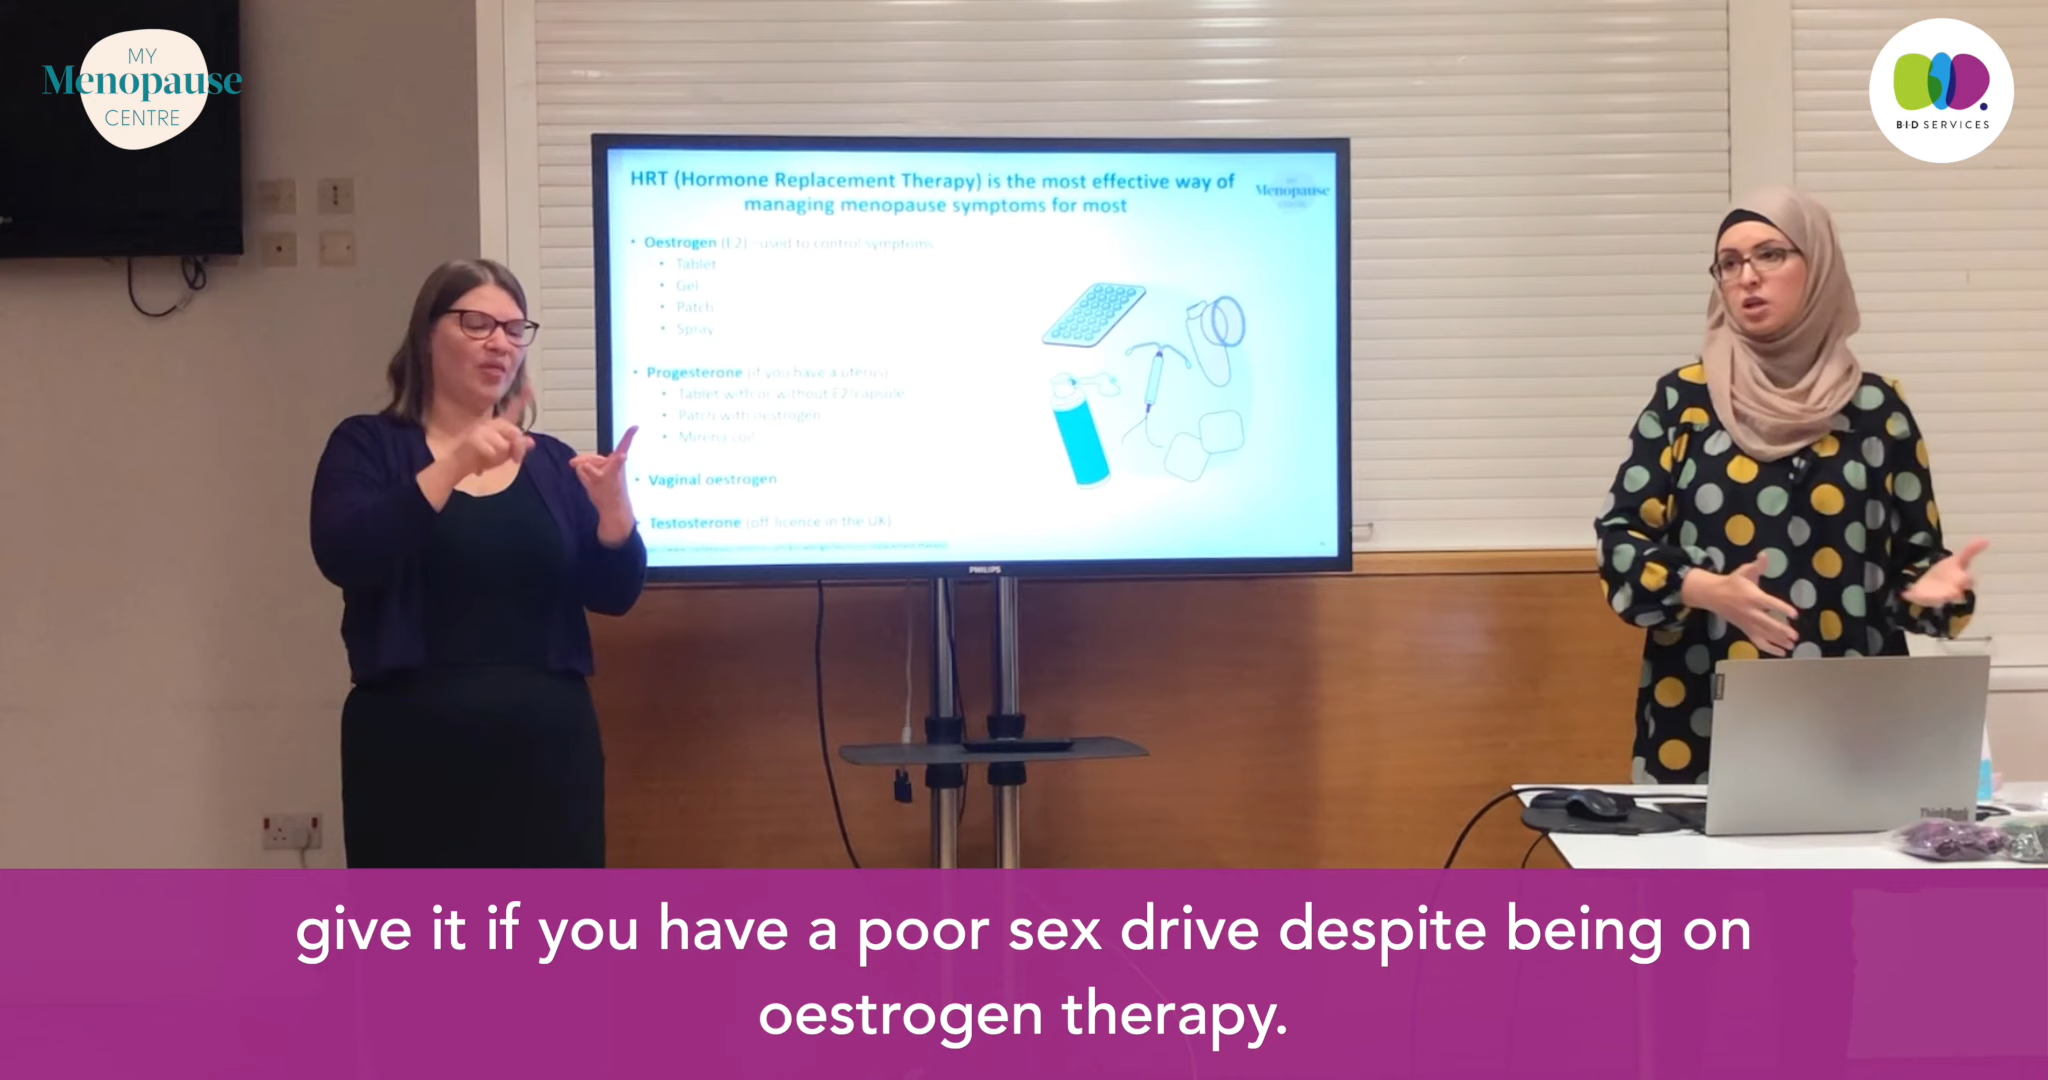 MY
Menopause
CENTRE
BID SERVICES
HRT (Hormone Replacement Therapy) is the most effective way of
managing menopause symptoms for most
Menopause
• Oestrogen (E2) - used to control symptoms
• Tablet
• Gel
• Patch
• Spray
• Progesterone (if you have a uterus)
• Tablet with or without E2/capsule
• Patch with oestrogen
• Mirena coil
• Vaginal oestrogen
• Testosterone (off licence in the UK)
PHILIPS
ThinkBook
give it if you have a poor sex drive despite being on
oestrogen therapy.